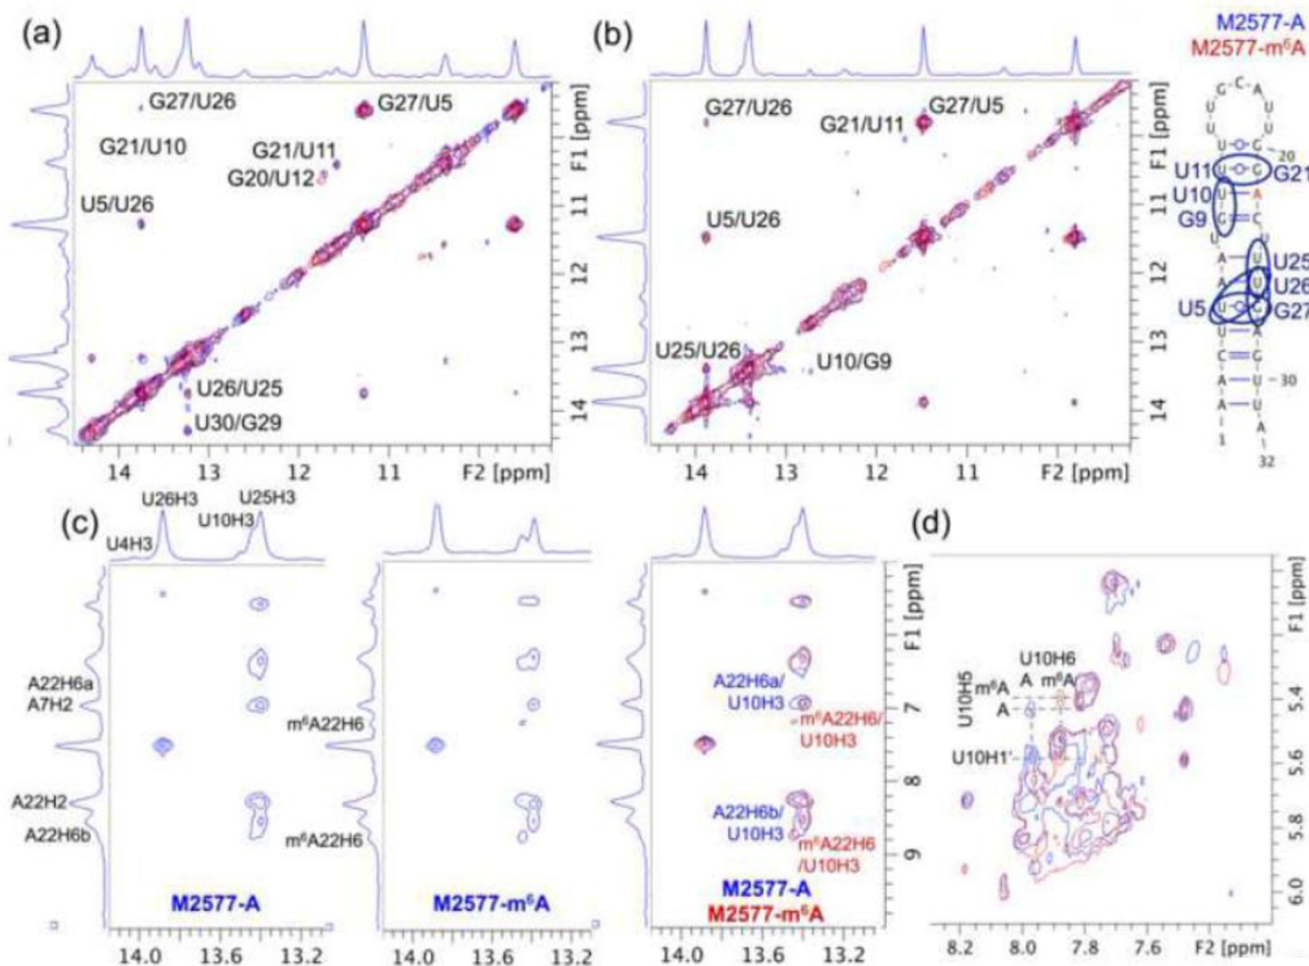 (a)
G27/U26
G27/U5
G21/U10
G21/U11
G20/U12
U5/U26
U26/U25
U30/G29
11
12
13
14
F1 [ppm]
14
13
12
11
F2 [ppm]
(b)
G27/U26
G27/U5
G21/U11
U5/U26
U25/U26
U10/G9
11
12
13
14
F1 [ppm]
14
13
12
11
F2 [ppm]
M2577-A
M2577-m⁶A
G C A
U U
U U
U U
U G 20
U11 U G G21
U10 U A
G9 G C
U U
A U U25
A U U26
U5 U G G27
U A
C G
A U 30
A U
1 A
32
(c)
U26H3
U25H3
U10H3
U4H3
A22H6a
A7H2
A22H2
A22H6b
M2577-A
14.0
13.6
13.2
m⁶A22H6
m⁶A22H6
M2577-m⁶A
14.0
13.6
13.2
A22H6a/
U10H3
m⁶A22H6/
U10H3
A22H6b/
U10H3
m⁶A22H6
/U10H3
M2577-A
M2577-m⁶A
7
8
9
F1 [ppm]
14.0
13.6
13.2
(d)
U10H6
A m⁶A
U10H5
m⁶A
A
U10H1'
5.4
5.6
5.8
6.0
F1 [ppm]
8.2
8.0
7.8
7.6
F2 [ppm]